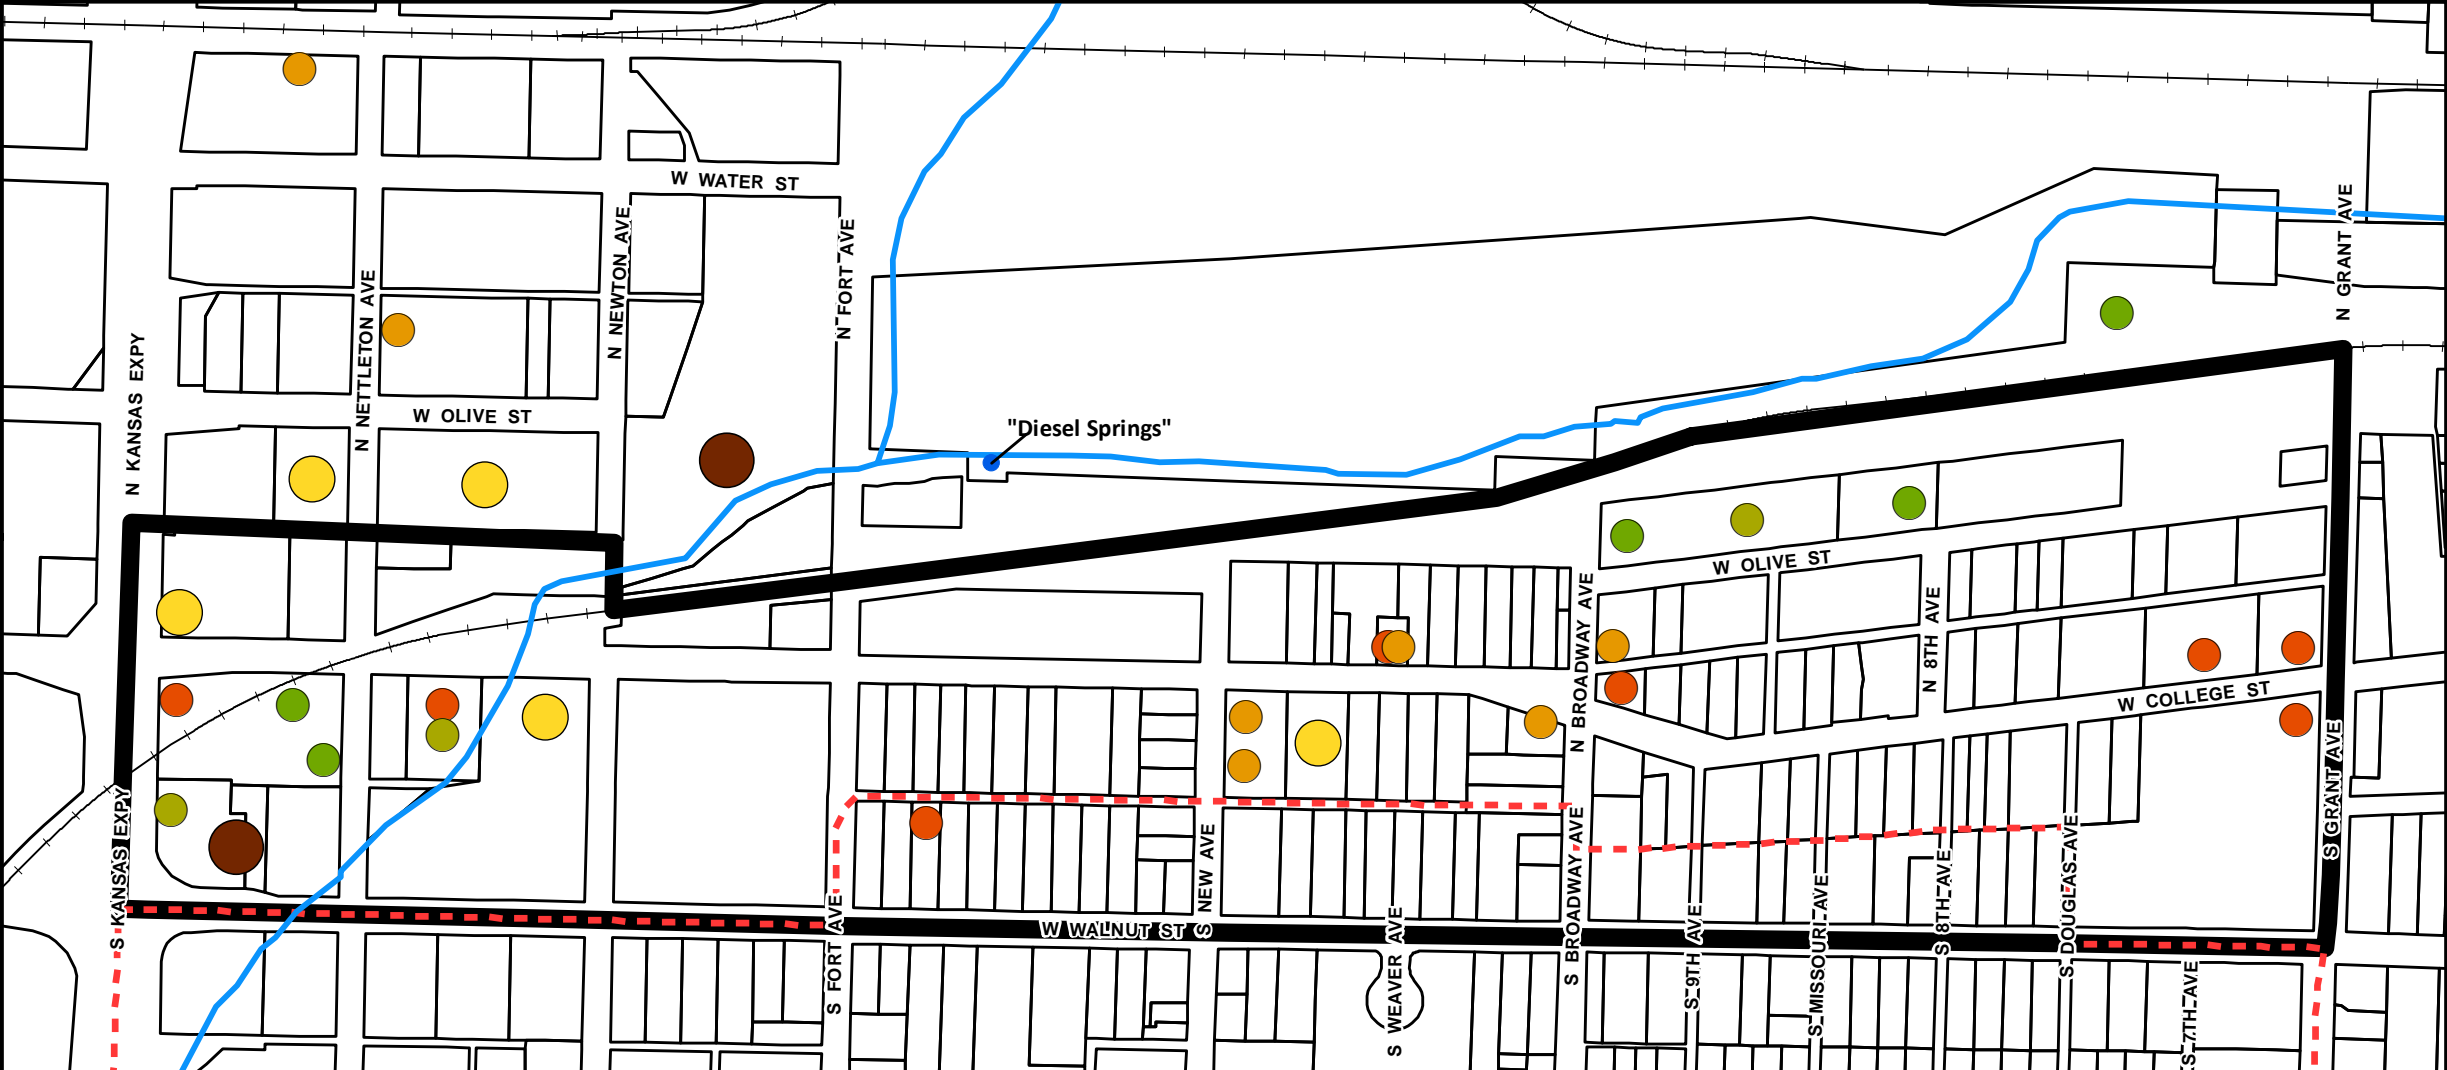 W WATER ST
N NEWTON AVE
N FORT AVE
N GRANT AVE
N NETTLETON AVE
N KANSAS EXPY
W OLIVE ST
"Diesel Springs"
W OLIVE ST
N BROADWAY AVE
N 8TH AVE
W COLLEGE ST
S GRANT AVE
S KANSAS EXPY
S FORT AVE
W WALNUT ST
S NEW AVE
S WEAVER AVE
S BROADWAY AVE
S 9TH AVE
S MISSOURI AVE
S 8TH AVE
S DOUGLAS AVE
S 7TH AVE